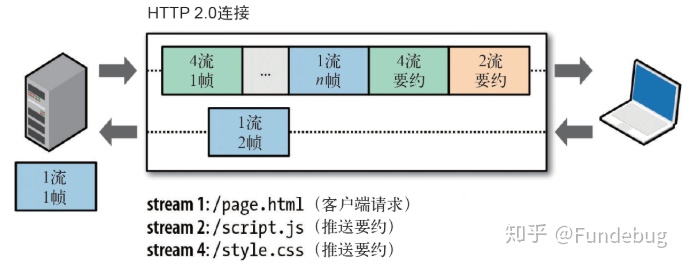 HTTP 2.0连接
4流
1帧
...
1流
n帧
4流
要约
2流
要约
1流
2帧
1流
1帧
stream 1: /page.html（客户端请求）
stream 2: /script.js（推送要约）
stream 4: /style.css（推送要约）
知乎 @Fundebug